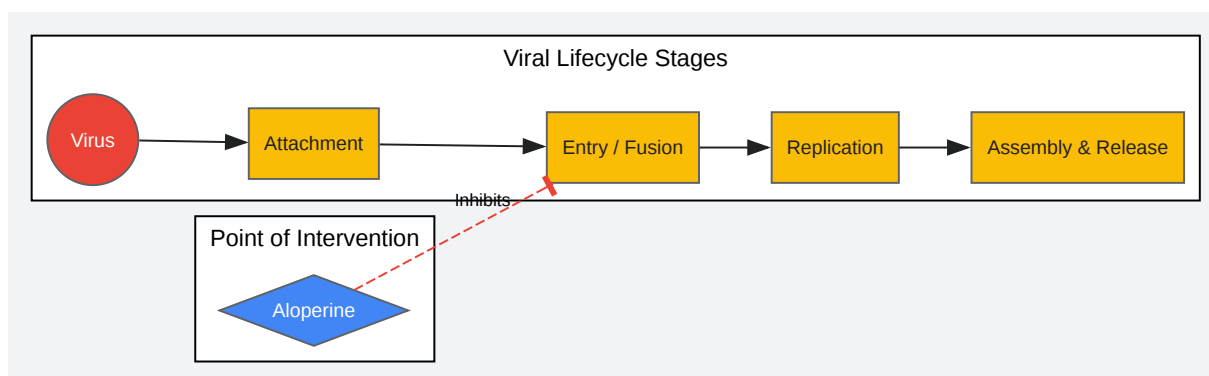 Viral Lifecycle Stages
Virus
Attachment
Entry / Fusion
Replication
Assembly & Release
Inhibits
Point of Intervention
Aloperine